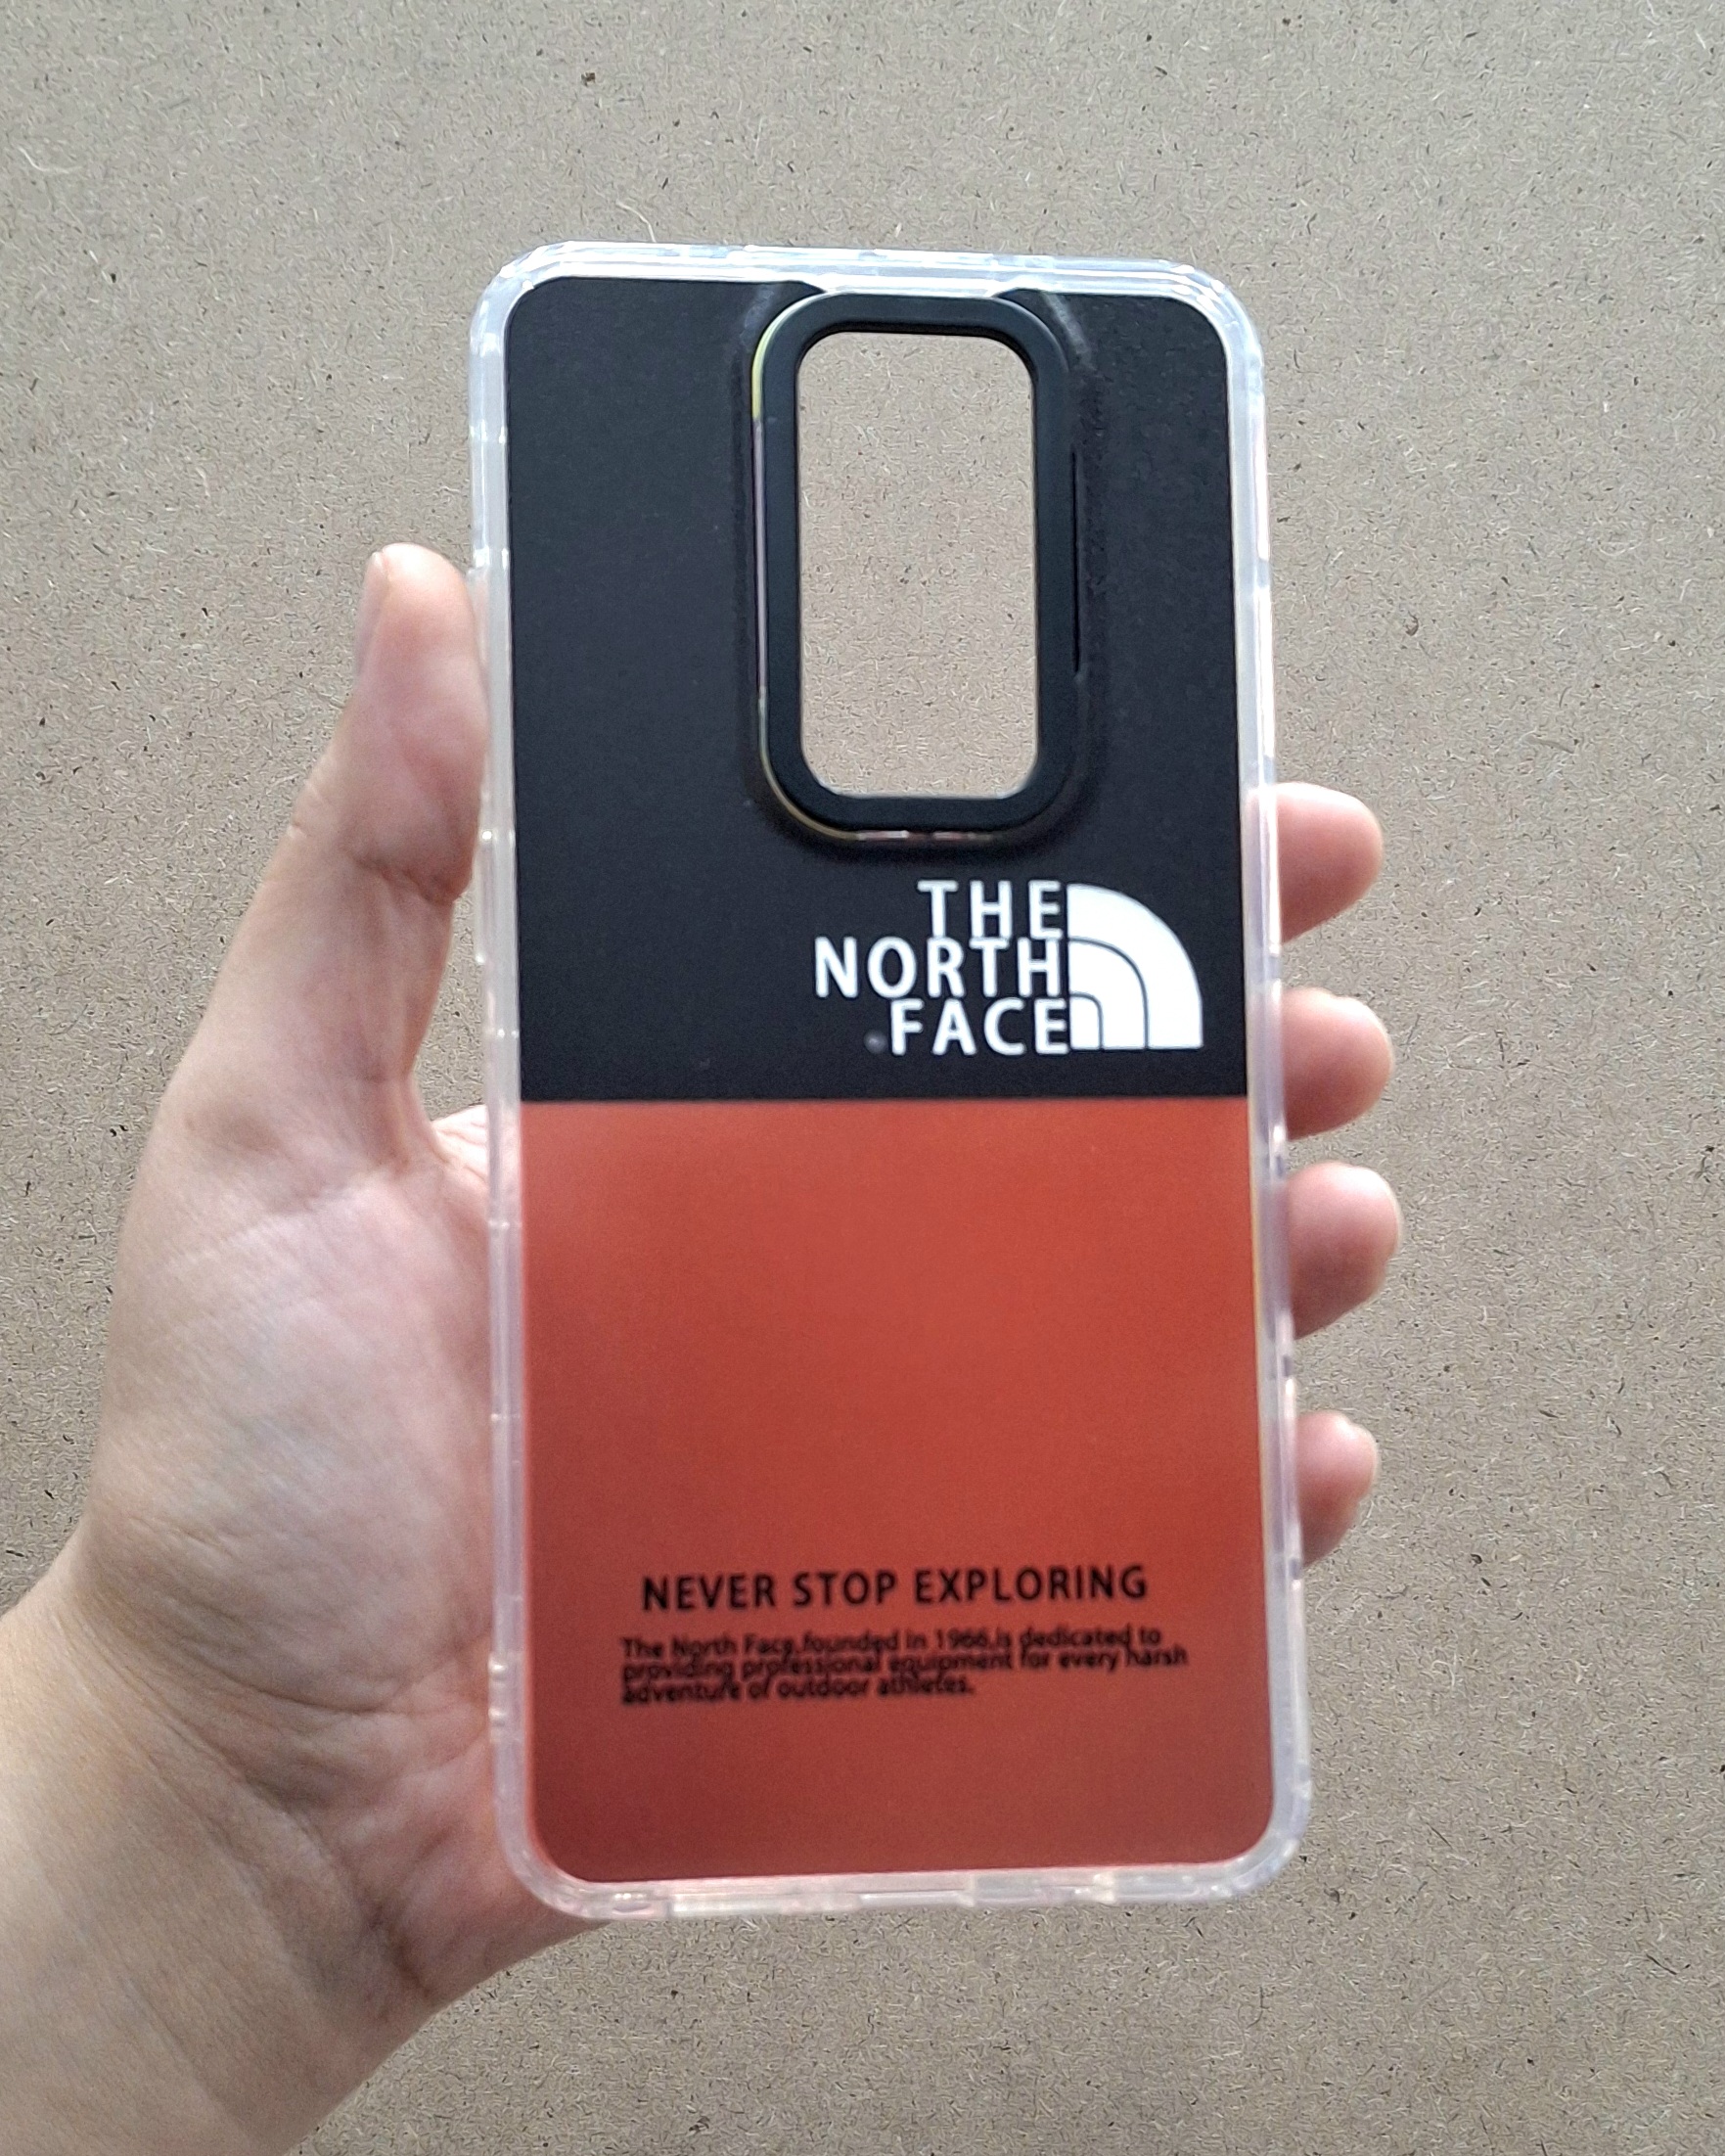 THE
NORTH
FACE
NEVER STOP EXPLORING
The North Face,founded in 1966,is dedicated to
providing professional equipment for every harsh
adventure of outdoor athletes.